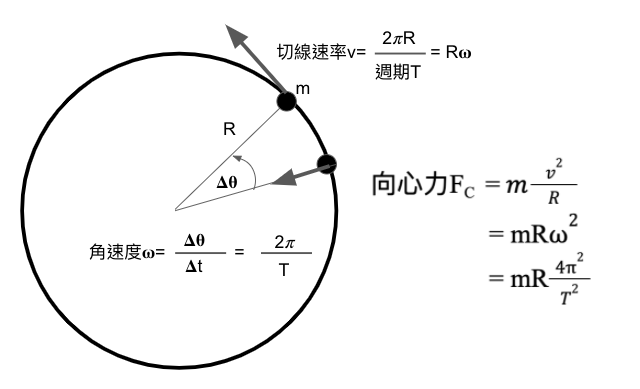 切線速率v= 2πR / 週期T = Rω
m
R
Δθ
角速度ω= Δθ / Δt = 2π / T
向心力F_C = m v² / R
= mRω²
= mR 4π² / T²